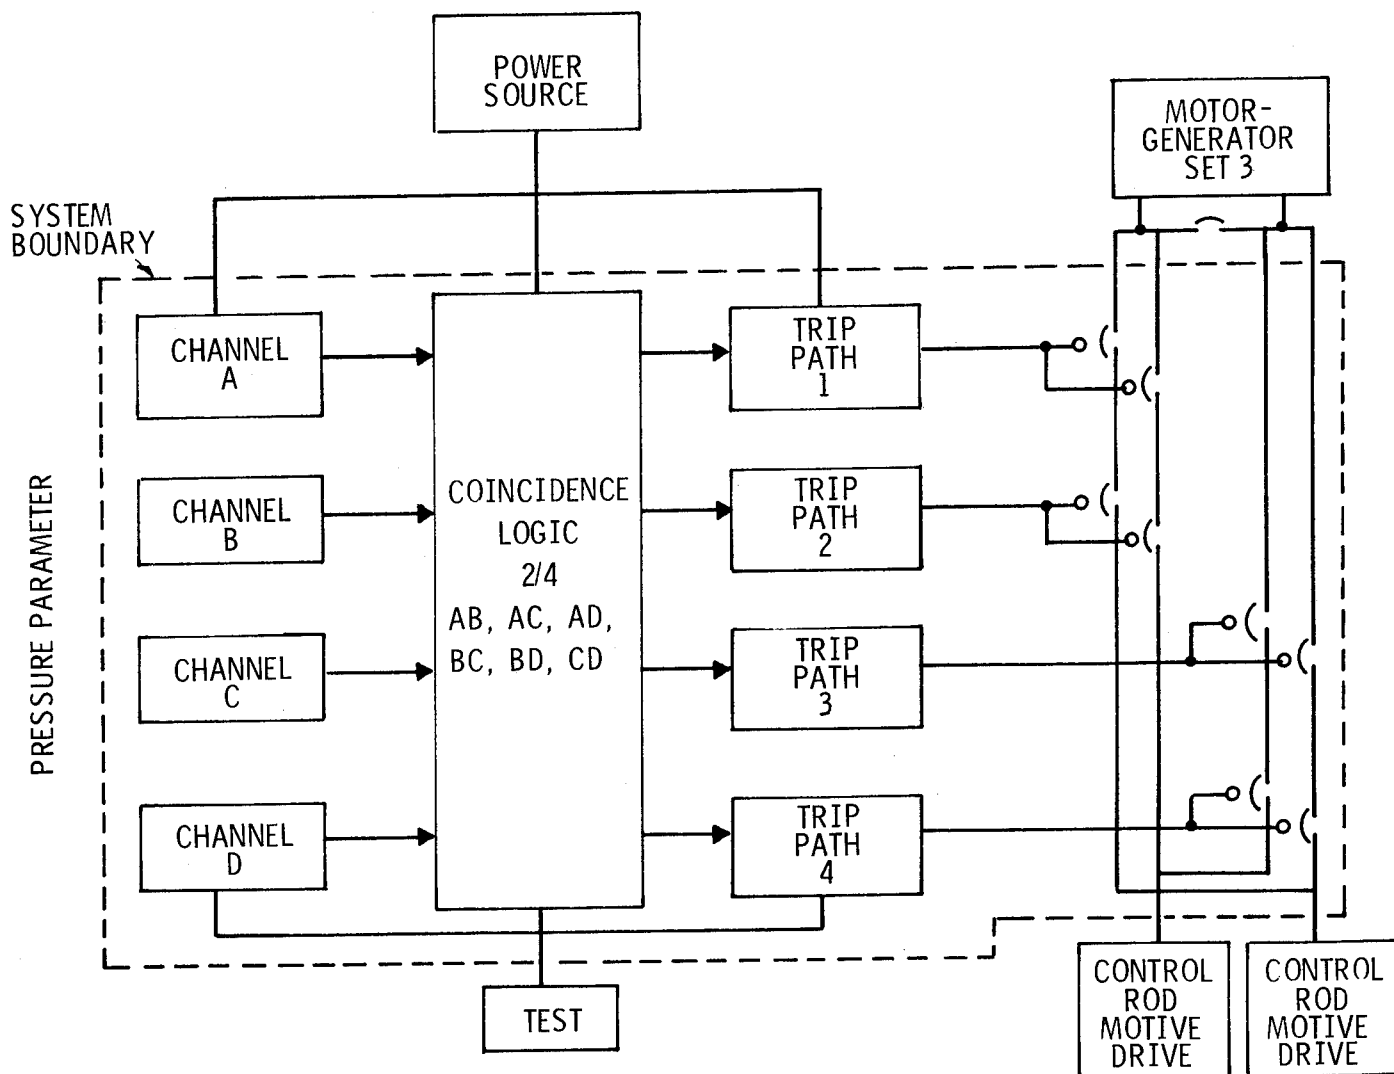 POWER
SOURCE
MOTOR-
GENERATOR
SET 3
SYSTEM
BOUNDARY
PRESSURE PARAMETER
CHANNEL
A
CHANNEL
B
CHANNEL
C
CHANNEL
D
COINCIDENCE
LOGIC
2/4
AB, AC, AD,
BC, BD, CD
TRIP
PATH
1
TRIP
PATH
2
TRIP
PATH
3
TRIP
PATH
4
TEST
CONTROL
ROD
MOTIVE
DRIVE
CONTROL
ROD
MOTIVE
DRIVE